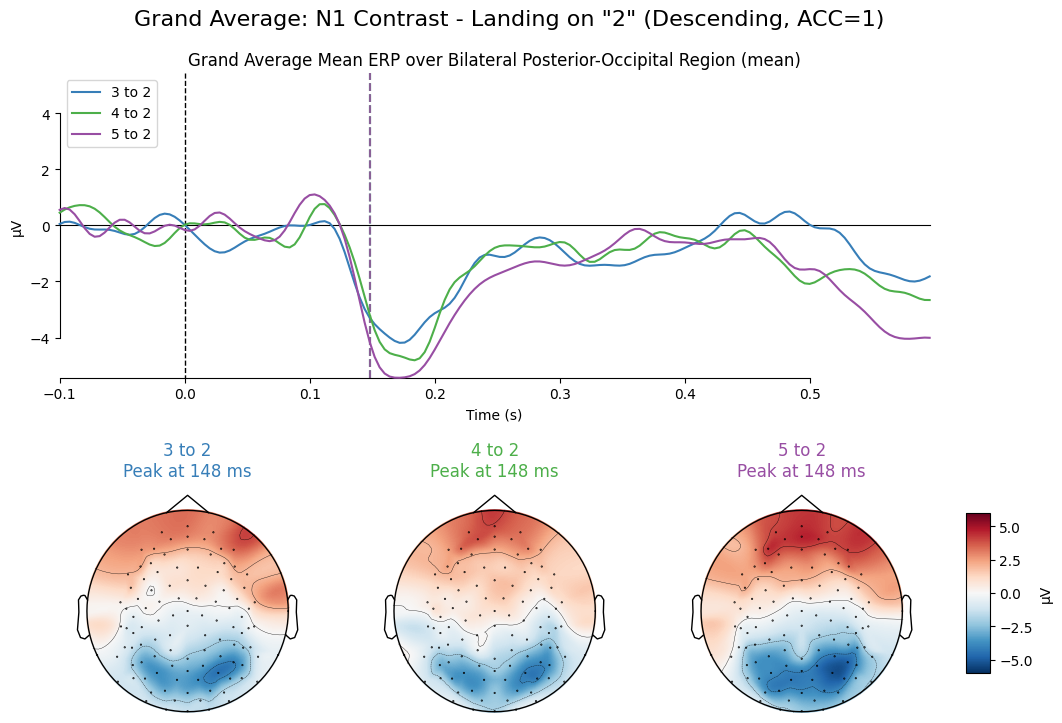 Grand Average: N1 Contrast - Landing on "2" (Descending, ACC=1)
Grand Average Mean ERP over Bilateral Posterior-Occipital Region (mean)
3 to 2
4 to 2
5 to 2
4
2
0
−2
−4
µV
−0.1
0.0
0.1
0.2
0.3
0.4
0.5
Time (s)
3 to 2
Peak at 148 ms
4 to 2
Peak at 148 ms
5 to 2
Peak at 148 ms
5.0
2.5
0.0
−2.5
−5.0
µV